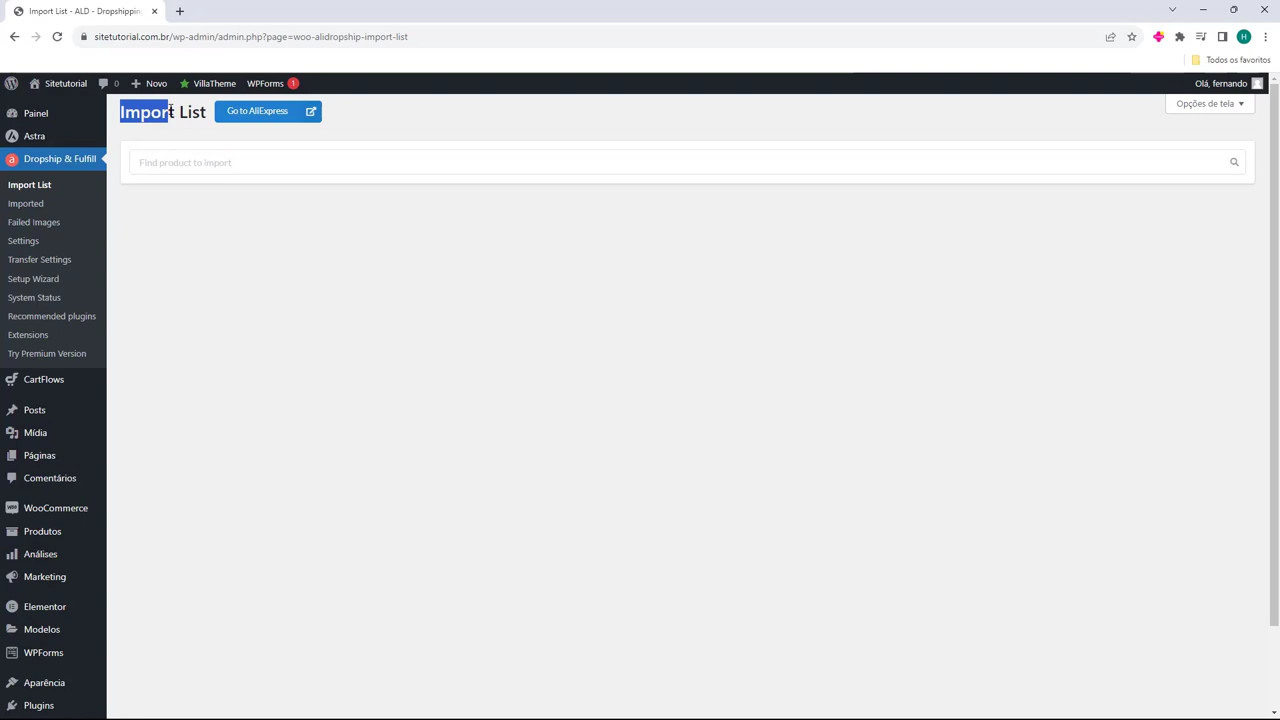 Import List - ALD - Dropshipping
sitetutorial.com.br/wp-admin/admin.php?page=woo-alidropship-import-list
H
Todos os favoritos
Sitetutorial
0
Novo
VillaTheme
WPForms 1
Olá, fernando
Painel
Astra
Dropship & Fulfill
Import List
Imported
Failed Images
Settings
Transfer Settings
Setup Wizard
System Status
Recommended plugins
Extensions
Try Premium Version
CartFlows
Posts
Mídia
Páginas
Comentários
WooCommerce
Produtos
Análises
Marketing
Elementor
Modelos
WPForms
Aparência
Plugins
Import List
Go to AliExpress
Opções de tela
Find product to import